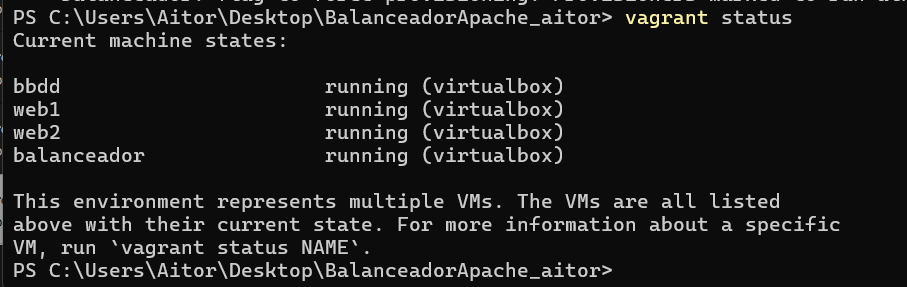 PS C:\Users\Aitor\Desktop\BalanceadorApache_aitor> vagrant status
Current machine states:
bbdd running (virtualbox)
web1 running (virtualbox)
web2 running (virtualbox)
balanceador running (virtualbox)
This environment represents multiple VMs. The VMs are all listed
above with their current state. For more information about a specific
VM, run `vagrant status NAME`.
PS C:\Users\Aitor\Desktop\BalanceadorApache_aitor>